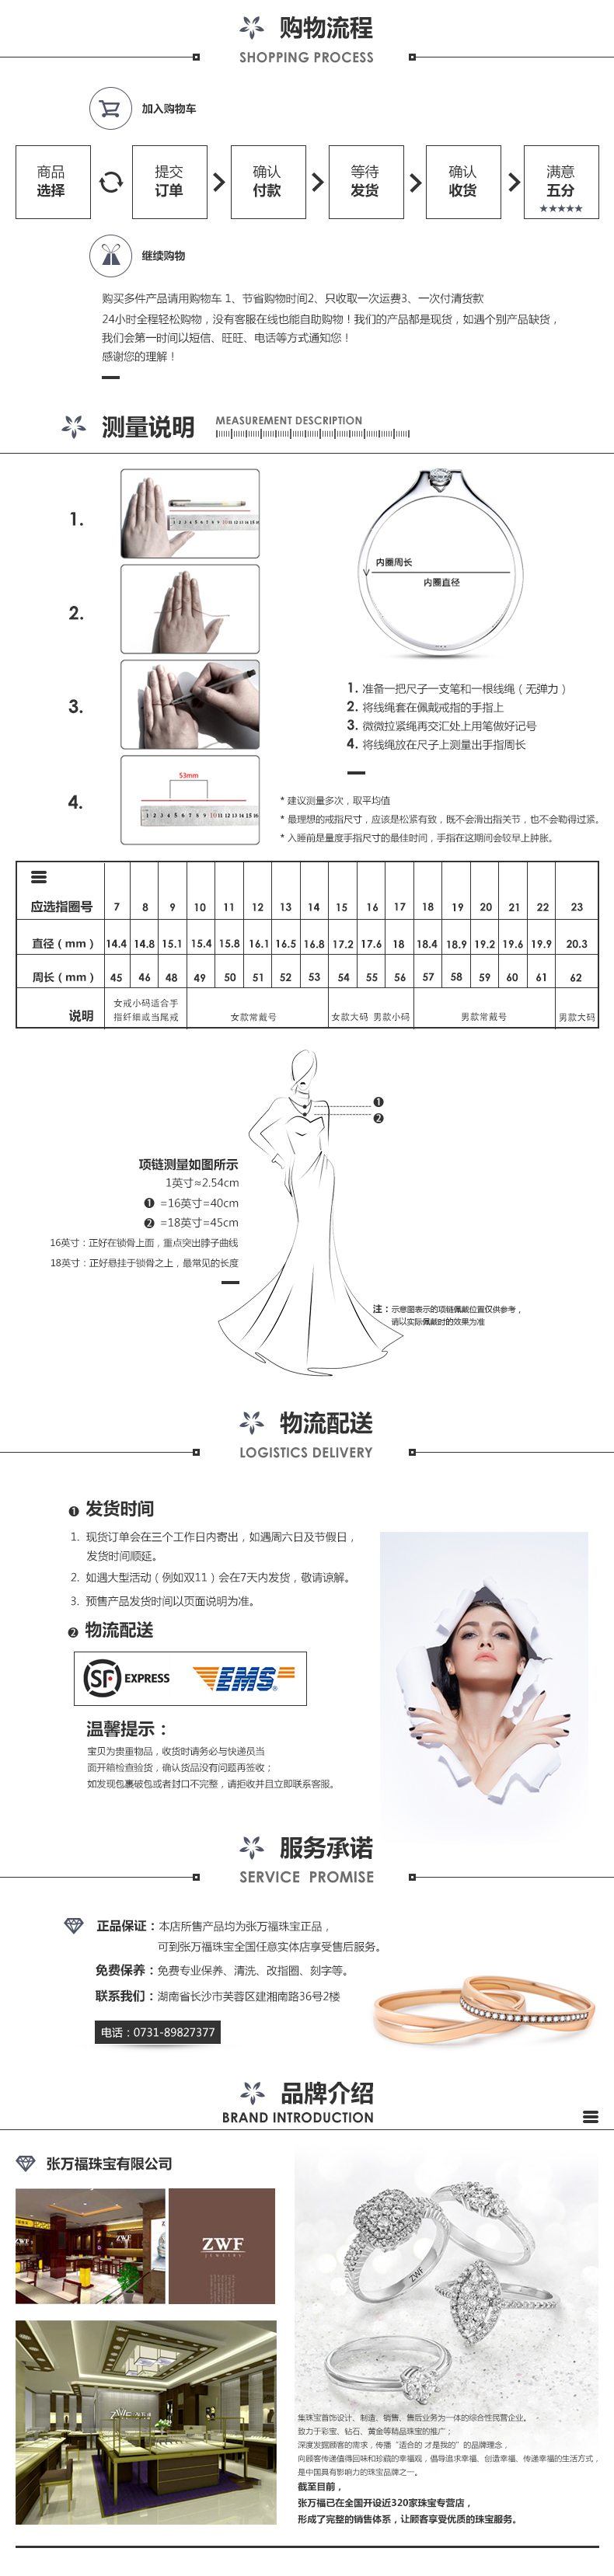 购物流程
SHOPPING PROCESS
加入购物车
商品
选择
提交
订单
确认
付款
等待
发货
确认
收货
满意
五分
★★★★★
继续购物
购买多件产品请用购物车 1、节省购物时间2、只收取一次运费3、一次付清货款
24小时全程轻松购物，没有客服在线也能自助购物！我们的产品都是现货，如遇个别产品缺货，
我们会第一时间以短信、旺旺、电话等方式通知您！
感谢您的理解！
测量说明
MEASUREMENT DESCRIPTION
1.
2.
3.
4.
53mm
内圈周长
内圈直径
1. 准备一把尺子一支笔和一根线绳（无弹力）
2. 将线绳套在佩戴戒指的手指上
3. 微微拉紧绳再交汇处上用笔做好记号
4. 将线绳放在尺子上测量出手指周长
* 建议测量多次，取平均值
* 最理想的戒指尺寸，应该是松紧有致，既不会滑出指关节，也不会勒得过紧。
* 入睡前是量度手指尺寸的最佳时间，手指在这期间会较早上肿胀。
应选指圈号 7 8 9 10 11 12 13 14 15 16 17 18 19 20 21 22 23
直径（mm） 14.4 14.8 15.1 15.4 15.8 16.1 16.5 16.8 17.2 17.6 18 18.4 18.9 19.2 19.6 19.9 20.3
周长（mm） 45 46 48 49 50 51 52 53 54 55 56 57 58 59 60 61 62
说明 女戒小码适合手
指纤细或当尾戒 女款常戴号 女款大码 男款小码 男款常戴号 男款大码
1
2
项链测量如图所示
1英寸≈2.54cm
1 =16英寸=40cm
2 =18英寸=45cm
16英寸：正好在锁骨上面，重点突出脖子曲线
18英寸：正好悬挂于锁骨之上，最常见的长度
注：示意图表示的项链佩戴位置仅供参考，
请以实际佩戴时的效果为准
物流配送
LOGISTICS DELIVERY
1 发货时间
1. 现货订单会在三个工作日内寄出，如遇周六日及节假日，
发货时间顺延。
2. 如遇大型活动（例如双11）会在7天内发货，敬请谅解。
3. 预售产品发货时间以页面说明为准。
2 物流配送
SF EXPRESS EMS
温馨提示：
宝贝为贵重物品，收货时请务必与快递员当
面开箱检查验货，确认货品没有问题再签收；
如发现包裹破包或者封口不完整，请拒收并且立即联系客服。
服务承诺
SERVICE PROMISE
正品保证：本店所售产品均为张万福珠宝正品，
可到张万福珠宝全国任意实体店享受售后服务。
免费保养：免费专业保养、清洗、改指圈、刻字等。
联系我们：湖南省长沙市芙蓉区建湘南路36号2楼
电话：0731-89827377
品牌介绍
BRAND INTRODUCTION
张万福珠宝有限公司
ZWF
ZWF
JEWELRY
ZWF
ZWF
集珠宝首饰设计、制造、销售、售后业务为一体的综合性民营企业。
致力于彩宝、钻石、黄金等精品珠宝的推广；
深度发掘顾客的需求，传播“适合的 才是我的”的品牌理念，
向顾客传递值得回味和珍藏的幸福观，倡导追求幸福、创造幸福、传递幸福的生活方式，
是中国具有影响力的珠宝品牌之一。
截至目前，
张万福已在全国开设近320家珠宝专营店，
形成了完整的销售体系，让顾客享受优质的珠宝服务。